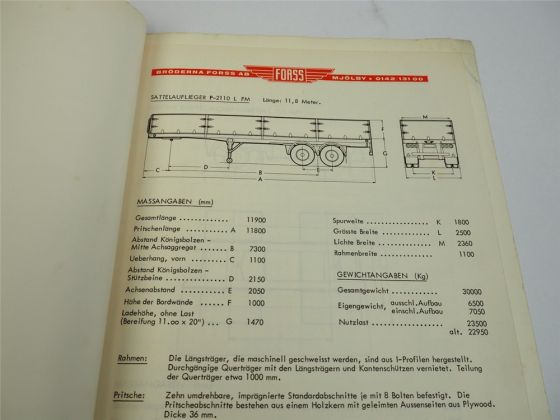 BRÖDERNA FORSS AB FORSS MJÖLBY • 0142 131 00
SATTELAUFLIEGER P-2110 L FM Länge: 11,8 Meter.
F
G
C D E
B
A
M
K
L
MASSANGABEN (mm)
Gesamtlänge ............ 11900
Pritschenlänge ....... A 11800
Abstand Königsbolzen -
Mitte Achsaggregat ... B 7300
Ueberhang, vorn ...... C 1100
Abstand Königsbolzen -
Stützbeine ........... D 2150
Achsenabstand ........ E 2050
Höhe der Bordwände ... F 1000
Ladehöhe, ohne Last
(Bereifung 11.oo x 20") ... G 1470
Spurweite ............ K 1800
Grösste Breite ....... L 2500
Lichte Breite ........ M 2360
Rahmenbreite ........... 1100
GEWICHTANGABEN (Kg)
Gesamtgewicht .......... 30000
Eigengewicht, ausschl. Aufbau 6500
einschl. Aufbau 7050
Nutzlast ............... 23500
alt. 22950
Rahmen: Die Längsträger, die maschinell geschweisst werden, sind aus I-Profilen hergestellt.
Durchgängige Querträger mit den Längsträgern und Kantenschützen vernietet. Teilung
der Querträger etwa 1000 mm.
Pritsche: Zehn umdrehbare, imprägnierte Standardabschnitte je mit 8 Bolten befestigt. Die
Pritscheabschnitte bestehen aus einem Holzkern mit geleimten Aussenseiten aus Plywood.
Dicke 36 mm.